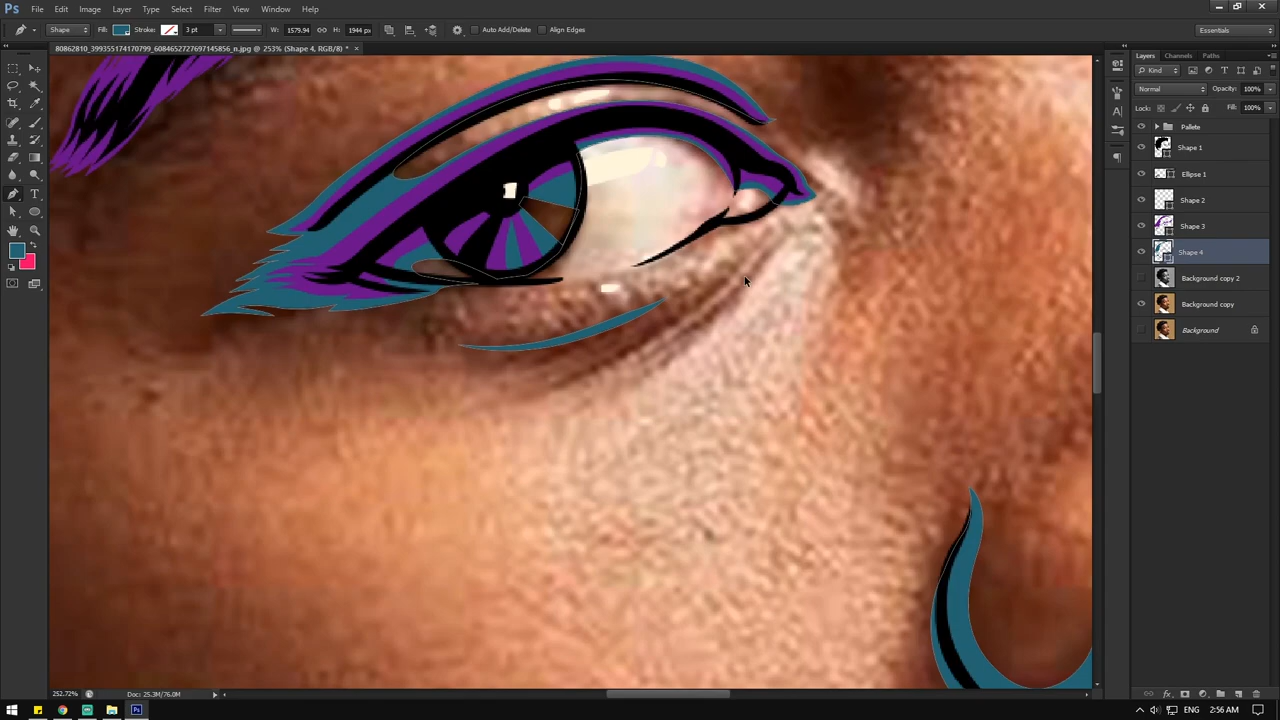 Ps File Edit Image Layer Type Select Filter View Window Help
Shape Fill: Stroke: 3 pt W: 1579.94 H: 1944 px Auto Add/Delete Align Edges Essentials
80862810_399355174170799_6084652727697145856_n.jpg @ 253% (Shape 4, RGB/8) *
Layers Channels Paths
Kind
Normal Opacity: 100%
Lock: Fill: 100%
Pallete
Shape 1
Ellipse 1
Shape 2
Shape 3
Shape 4
Background copy 2
Background copy
Background
252.72% Doc: 25.3M/76.0M
ENG 2:56 AM